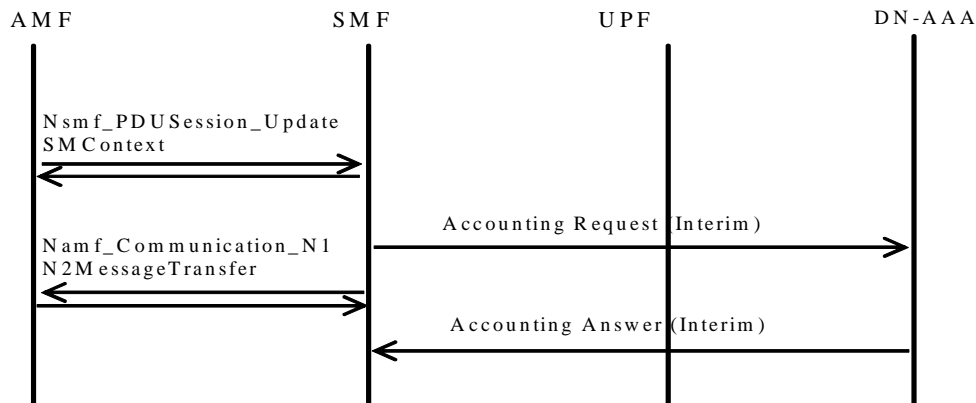 AMF SMF UPF DN-AAA
Nsmf_PDUSession_Update
SMContext
Accounting Request (Interim)
Namf_Communication_N1
N2MessageTransfer
Accounting Answer (Interim)